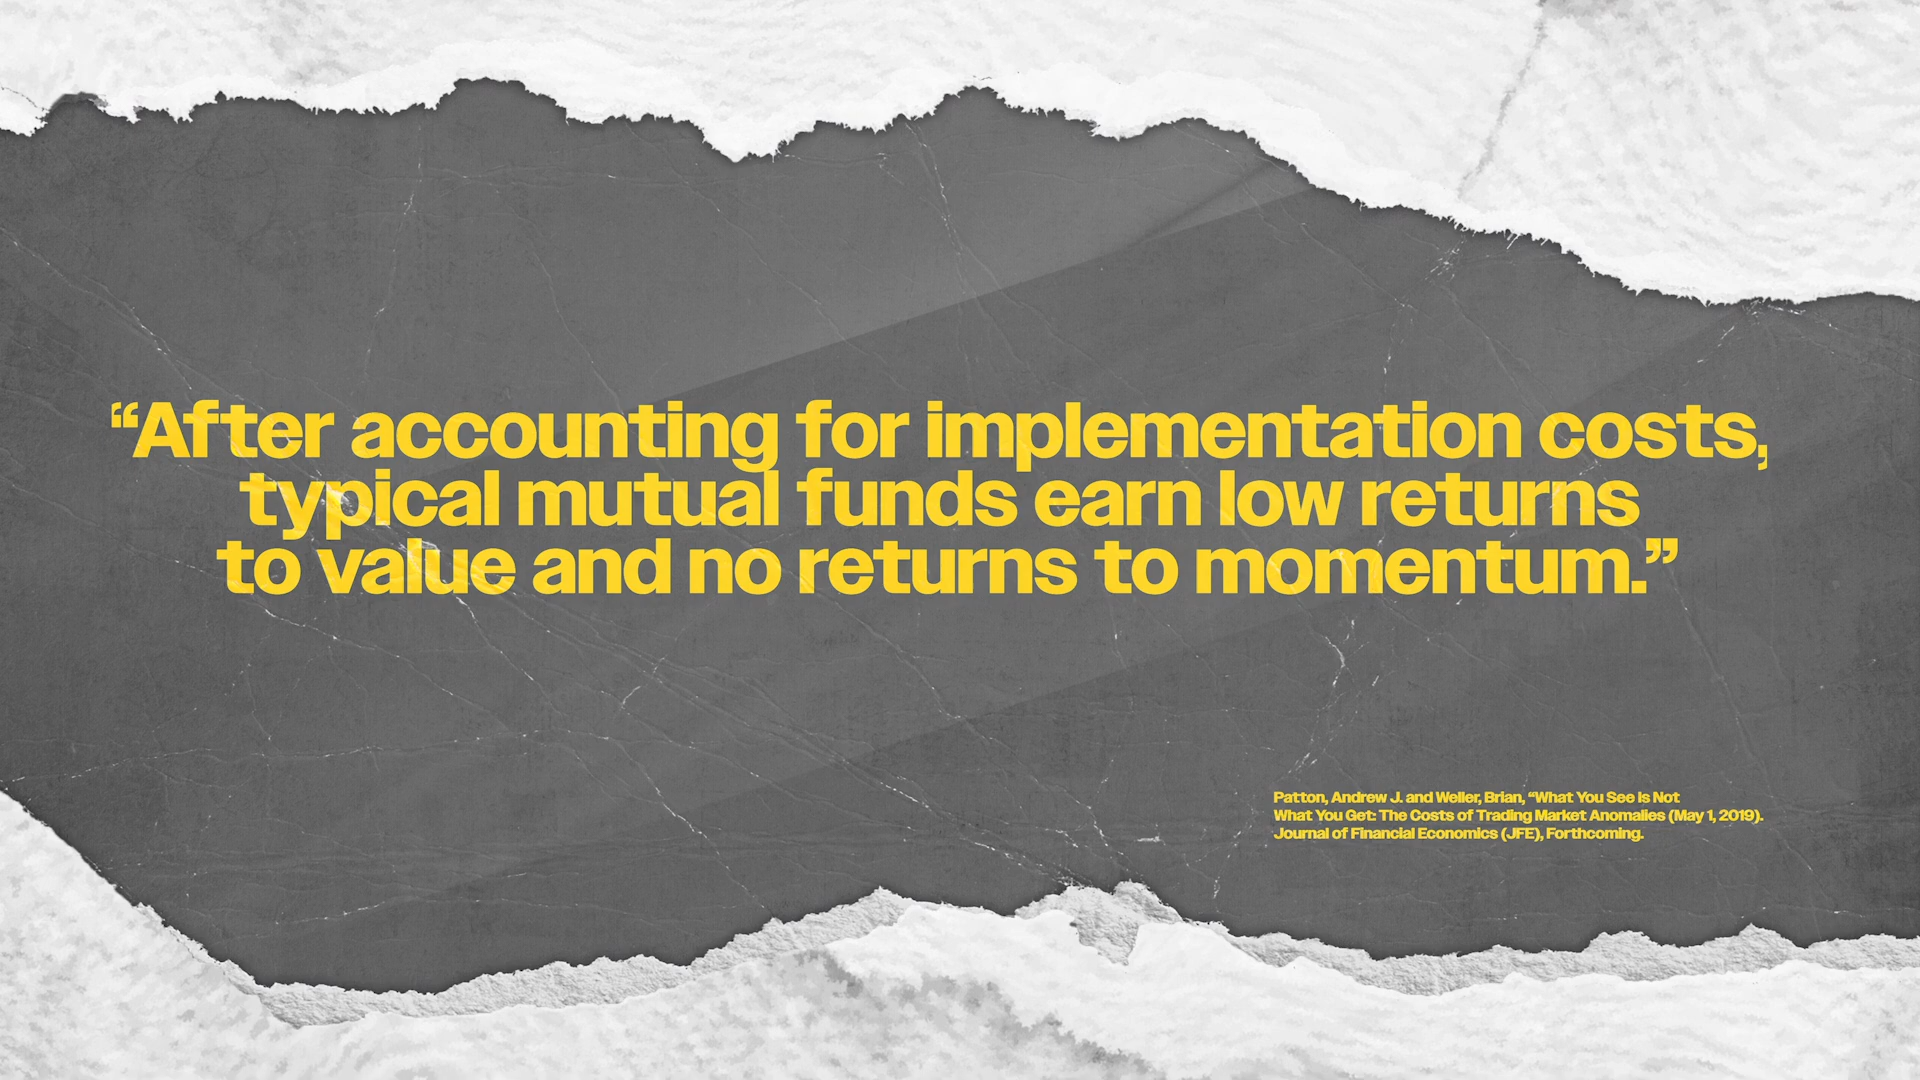 “After accounting for implementation costs,
typical mutual funds earn low returns
to value and no returns to momentum.”
Patton, Andrew J. and Weller, Brian, “What You See Is Not
What You Get: The Costs of Trading Market Anomalies (May 1, 2019).
Journal of Financial Economics (JFE), Forthcoming.